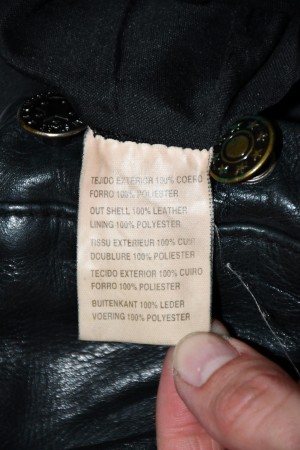 TEJIDO EXTERIOR 100% COERO
FORRO 100% POLIESTER
OUT SHELL 100% LEATHER
LINING 100% POLYESTER
TISSU EXTERIEUR 100% CUIR
DOUBLURE 100% POLYESTER
TECIDO EXTERIOR 100% CUIRO
FORRO 100% POLIESTER
BUITENKANT 100% LEDER
VOERING 100% POLYESTER